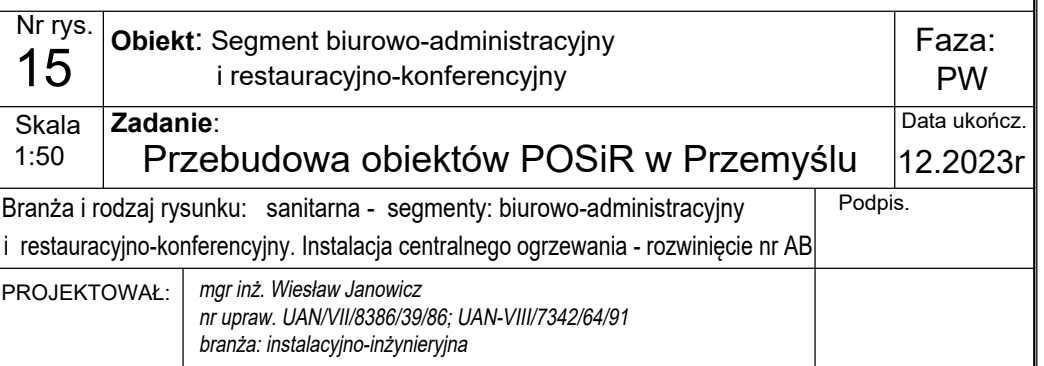 Nr rys.
15
Obiekt: Segment biurowo-administracyjny
i restauracyjno-konferencyjny
Faza:
PW
Skala
1:50
Zadanie:
Przebudowa obiektów POSiR w Przemyślu
Data ukończ.
12.2023r
Branża i rodzaj rysunku: sanitarna - segmenty: biurowo-administracyjny
i restauracyjno-konferencyjny. Instalacja centralnego ogrzewania - rozwinięcie nr AB
Podpis.
PROJEKTOWAŁ:
mgr inż. Wiesław Janowicz
nr upraw. UAN/VII/8386/39/86; UAN-VIII/7342/64/91
branża: instalacyjno-inżynieryjna